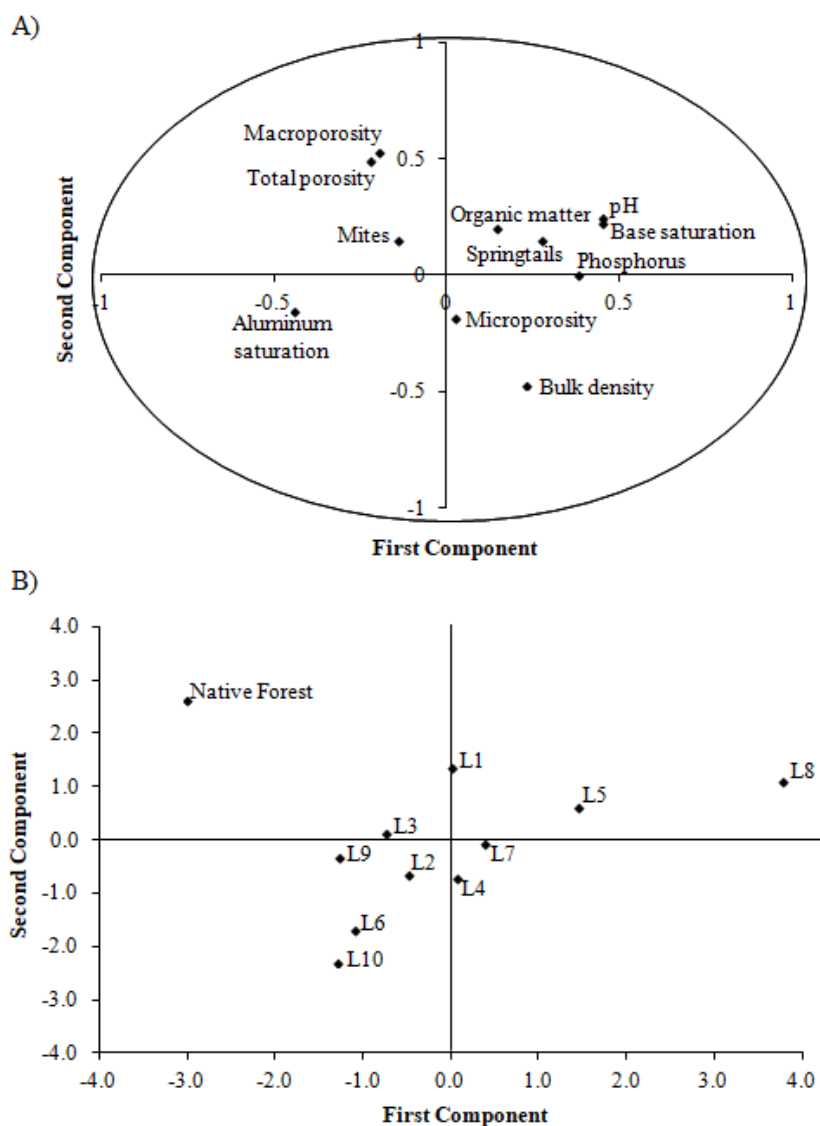 A)
1
Macroporosity
0.5
Total porosity
Organic matter
pH
Mites
Base saturation
Springtails
Phosphorus
0
-1
-0.5
0
0.5
1
Microporosity
Aluminum
saturation
Bulk density
-0.5
-1
Second Component
First Component
B)
4.0
3.0
Native Forest
2.0
L1
L8
1.0
L5
L3
0.0
L9
L7
L2
-1.0
L4
L6
-2.0
L10
-3.0
-4.0
-4.0 -3.0 -2.0 -1.0 0.0 1.0 2.0 3.0 4.0
Second Component
First Component